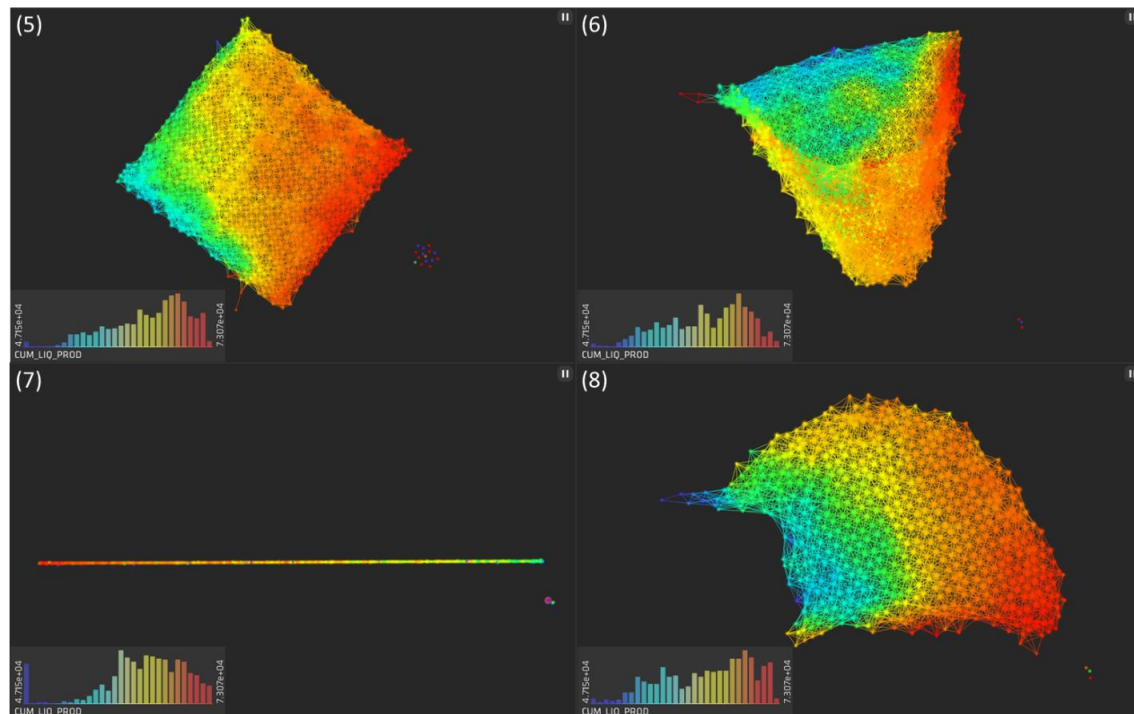 (5)
4.715e+04
7.307e+04
CUM_LIQ_PROD
(6)
4.715e+04
7.307e+04
CUM_LIQ_PROD
(7)
4.715e+04
7.307e+04
CUM_LIQ_PROD
(8)
4.715e+04
7.307e+04
CUM_LIQ_PROD